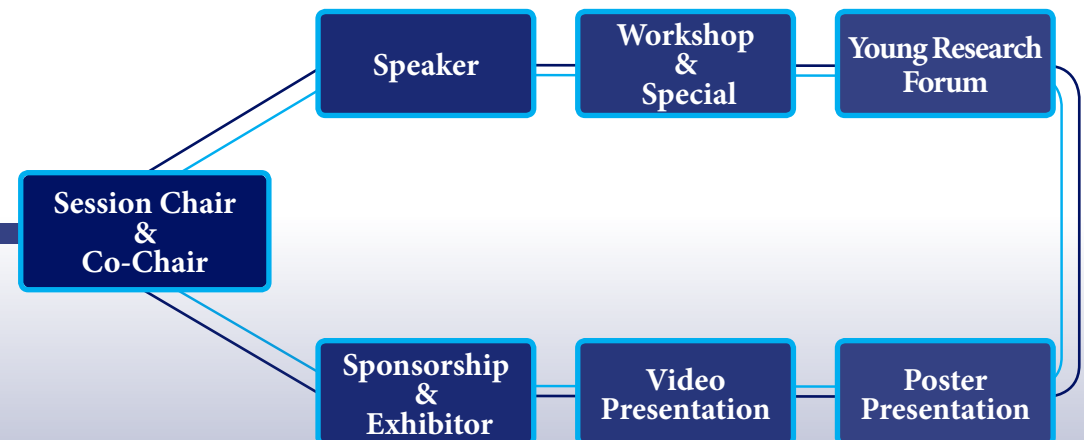 Speaker
Workshop
&
Special
Young Research
Forum
Session Chair
&
Co-Chair
Sponsorship
&
Exhibitor
Video
Presentation
Poster
Presentation